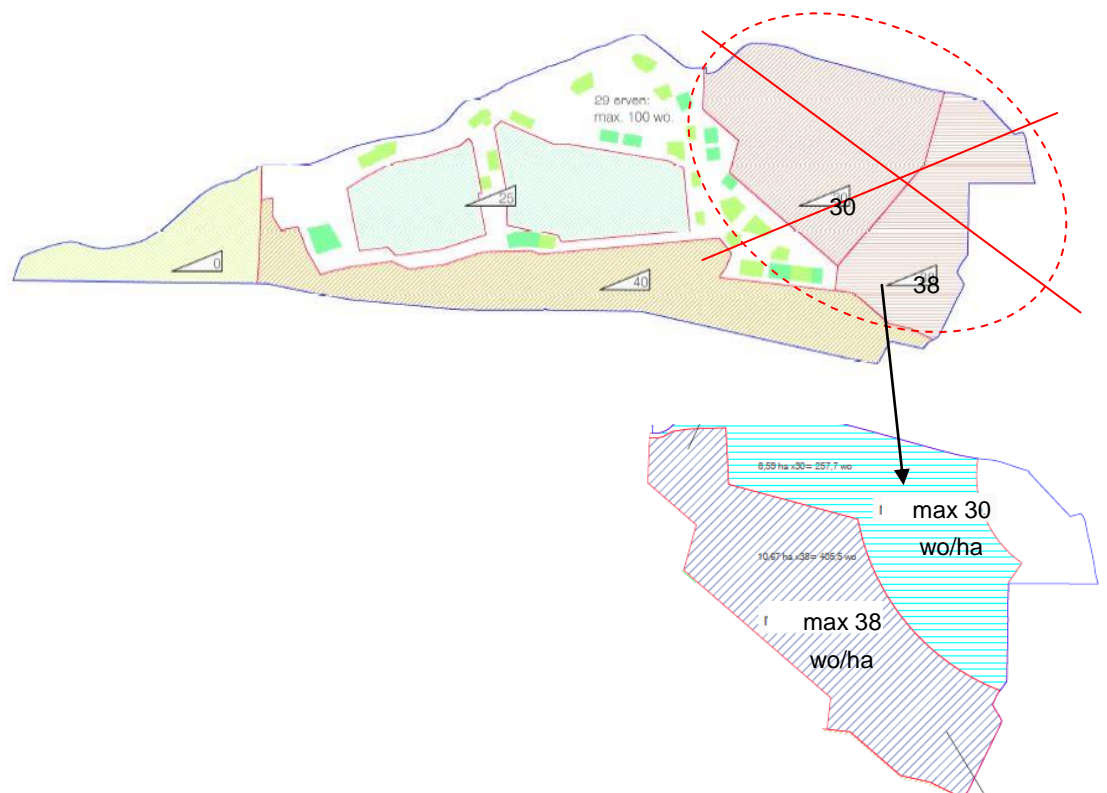 29 erven:
max. 100 wo.
25
30
0
40
38
8,59 ha x30= 257,7 wo
max 30
wo/ha
10,67 ha x38= 405,5 wo
max 38
wo/ha